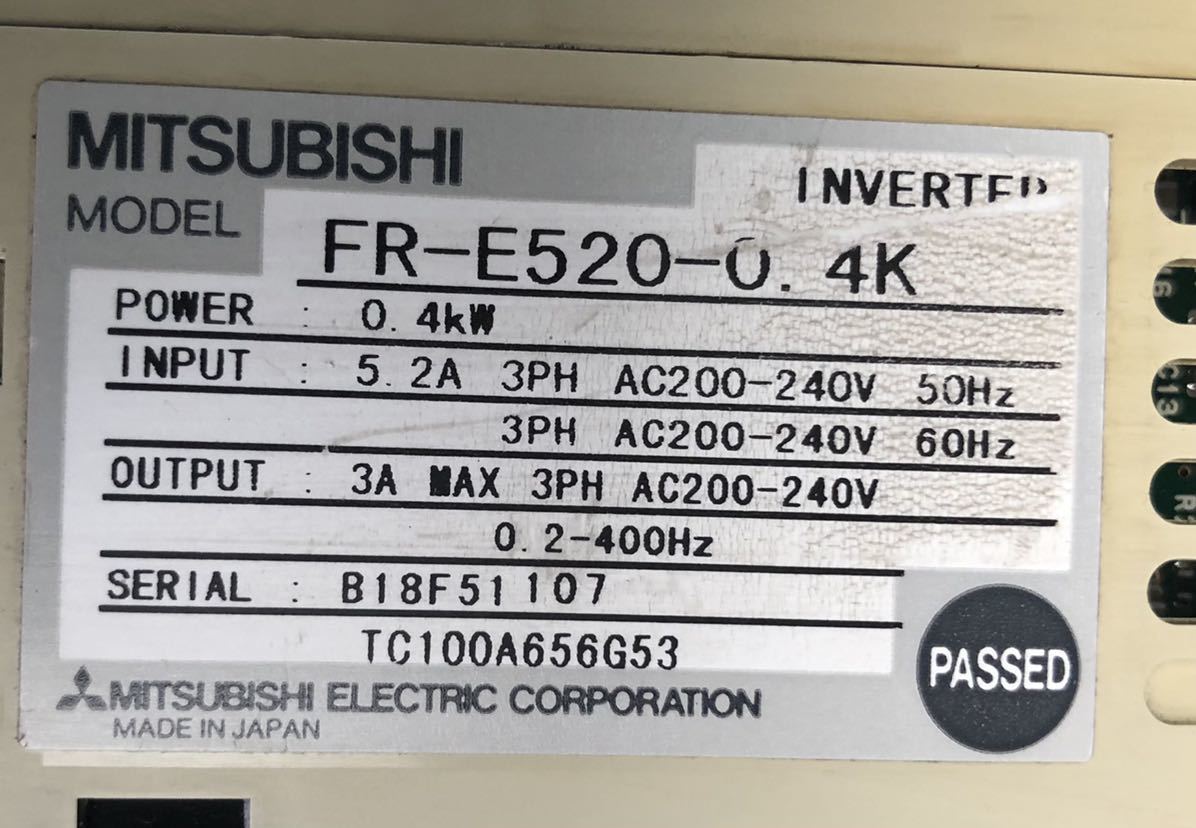 MITSUBISHI
INVERTER
MODEL FR-E520-0.4K
POWER : 0.4kW
INPUT : 5.2A 3PH AC200-240V 50Hz
3PH AC200-240V 60Hz
OUTPUT : 3A MAX 3PH AC200-240V
0.2-400Hz
SERIAL : B18F51107
TC100A656G53
PASSED
MITSUBISHI ELECTRIC CORPORATION
MADE IN JAPAN
C13